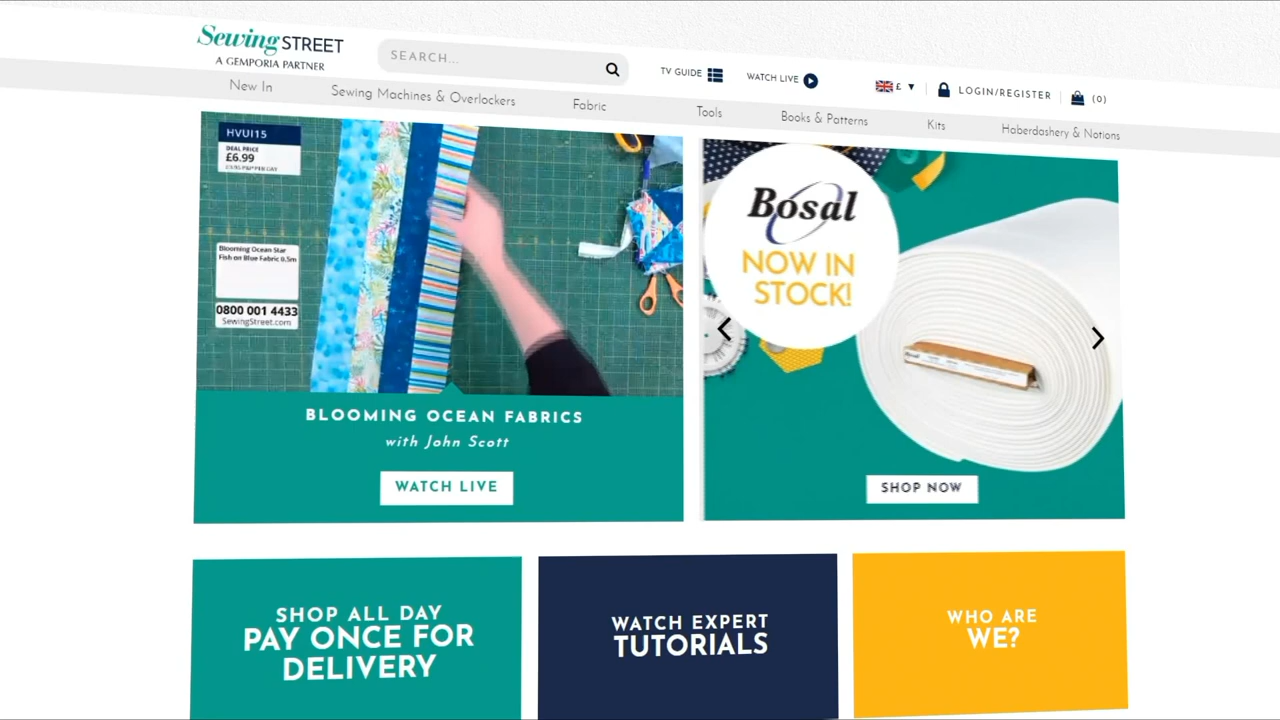 Sewing STREET
A GEMPORIA PARTNER
SEARCH...
TV GUIDE
WATCH LIVE
£
LOGIN/REGISTER
(0)
New In
Sewing Machines & Overlockers
Fabric
Tools
Books & Patterns
Kits
Haberdashery & Notions
HVUI15
DEAL PRICE
£6.99
Blooming Ocean Star
Fish on Blue Fabric 0.5m
0800 001 4433
SewingStreet.com
BLOOMING OCEAN FABRICS
with John Scott
WATCH LIVE
Bosal
NOW IN
STOCK!
SHOP NOW
SHOP ALL DAY
PAY ONCE FOR
DELIVERY
WATCH EXPERT
TUTORIALS
WHO ARE
WE?